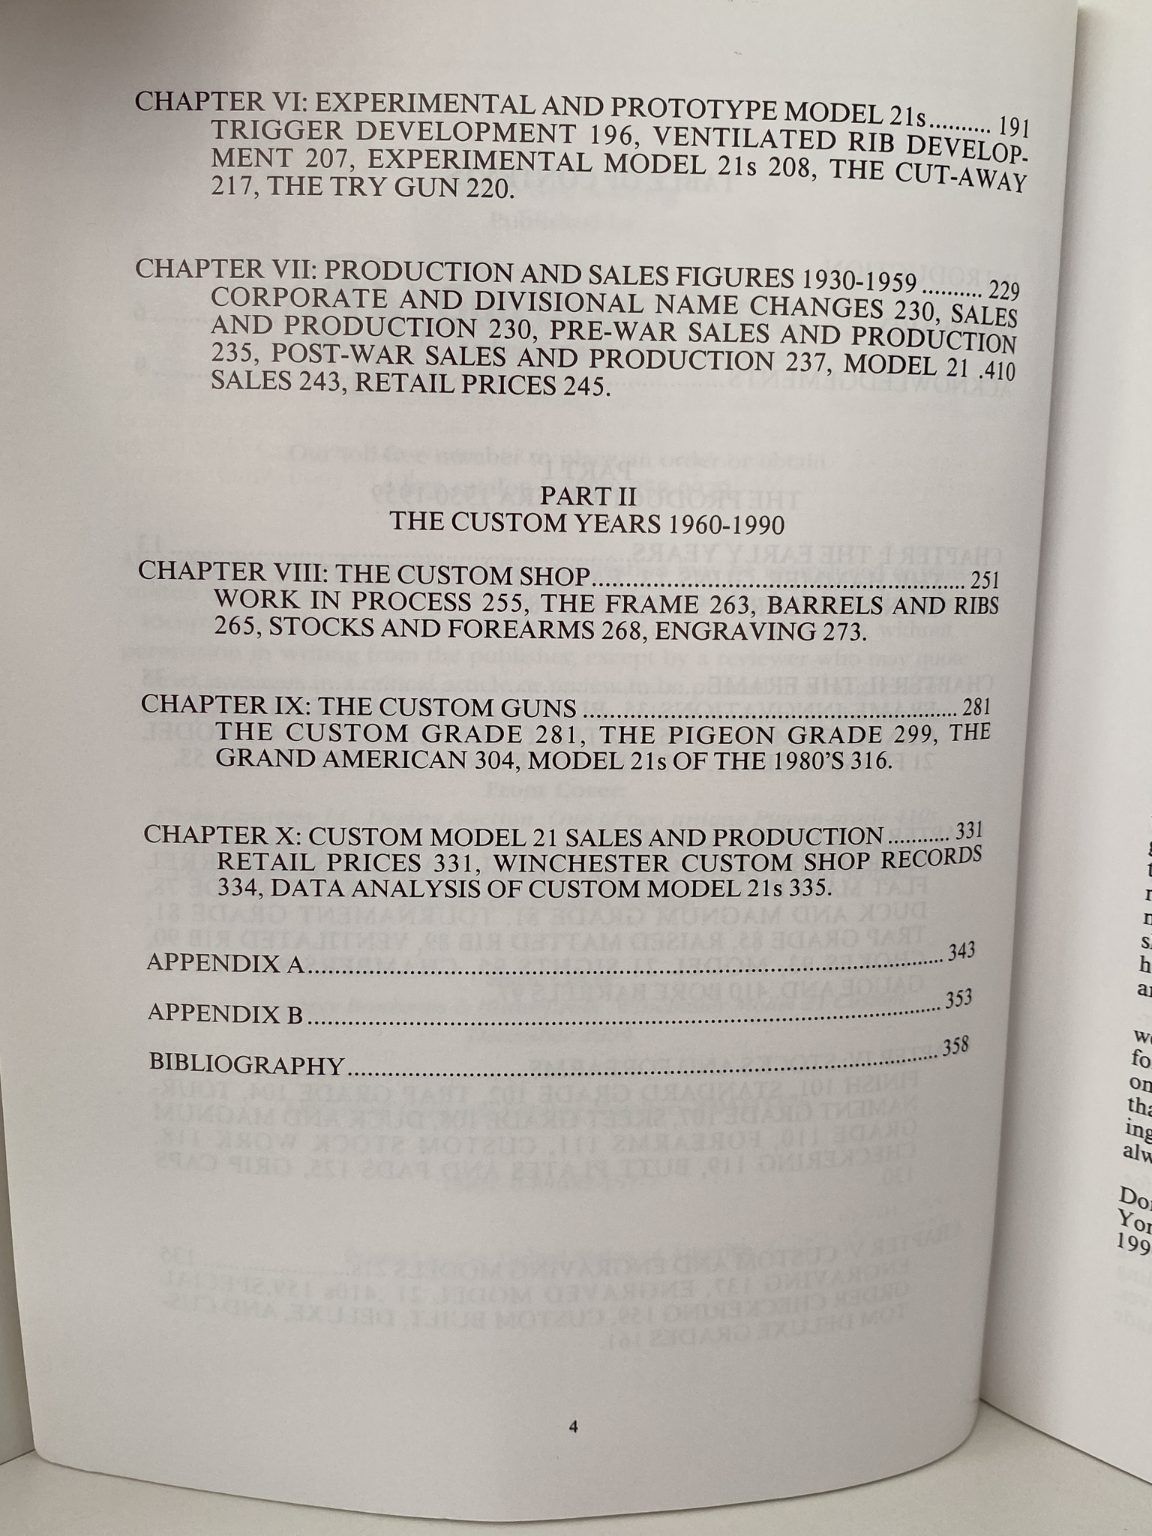 CHAPTER VI: EXPERIMENTAL AND PROTOTYPE MODEL 21s.......... 191
TRIGGER DEVELOPMENT 196, VENTILATED RIB DEVELOP-
MENT 207, EXPERIMENTAL MODEL 21s 208, THE CUT-AWAY
217, THE TRY GUN 220.
CHAPTER VII: PRODUCTION AND SALES FIGURES 1930-1959......... 229
CORPORATE AND DIVISIONAL NAME CHANGES 230, SALES
AND PRODUCTION 230, PRE-WAR SALES AND PRODUCTION
235, POST-WAR SALES AND PRODUCTION 237, MODEL 21 .410
SALES 243, RETAIL PRICES 245.
PART II
THE CUSTOM YEARS 1960-1990
CHAPTER VIII: THE CUSTOM SHOP.................................................... 251
WORK IN PROCESS 255, THE FRAME 263, BARRELS AND RIBS
265, STOCKS AND FOREARMS 268, ENGRAVING 273.
CHAPTER IX: THE CUSTOM GUNS..................................................... 281
THE CUSTOM GRADE 281, THE PIGEON GRADE 299, THE
GRAND AMERICAN 304, MODEL 21s OF THE 1980'S 316.
CHAPTER X: CUSTOM MODEL 21 SALES AND PRODUCTION.......... 331
RETAIL PRICES 331, WINCHESTER CUSTOM SHOP RECORDS
334, DATA ANALYSIS OF CUSTOM MODEL 21s 335.
APPENDIX A........................................................................................... 343
APPENDIX B........................................................................................... 353
BIBLIOGRAPHY..................................................................................... 358
4